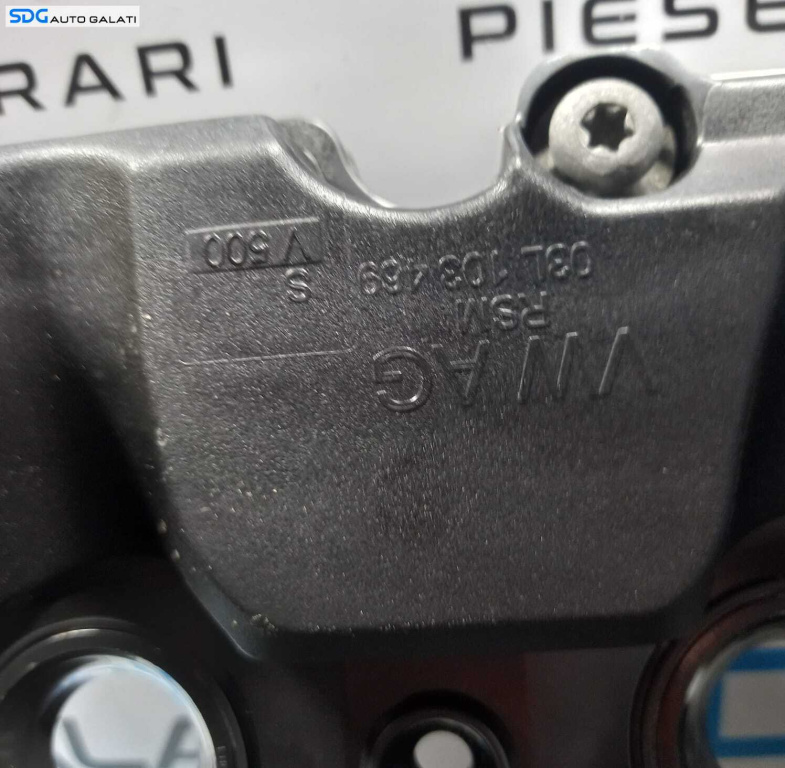 SDG AUTO GALATI
RARI
PIESE
VW AG
RSM
03L 103 469
S
V 500